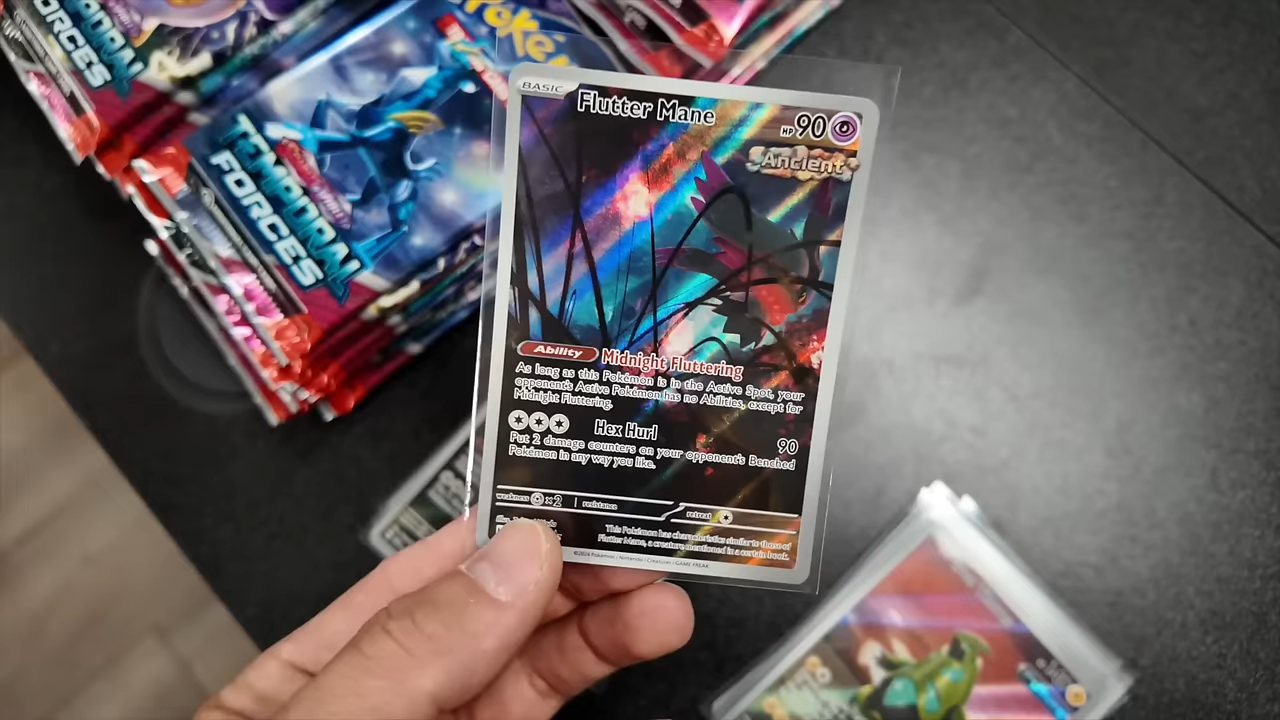 TEMPORAL
FORCES
Poké
TEMPORAL
FORCES
BASIC
Flutter Mane
HP 90
Ancient
Ability Midnight Fluttering
As long as this Pokémon is in the Active Spot, your
opponent's Active Pokémon has no Abilities, except for
Midnight Fluttering.
Hex Hurl 90
Put 2 damage counters on your opponent's Benched
Pokémon in any way you like.
weakness ×2 resistance
retreat
This Pokémon has characteristics similar to those of
Flutter Mane, a creature mentioned in a certain book.
©2024 Pokémon / Nintendo / Creatures / GAME FREAK